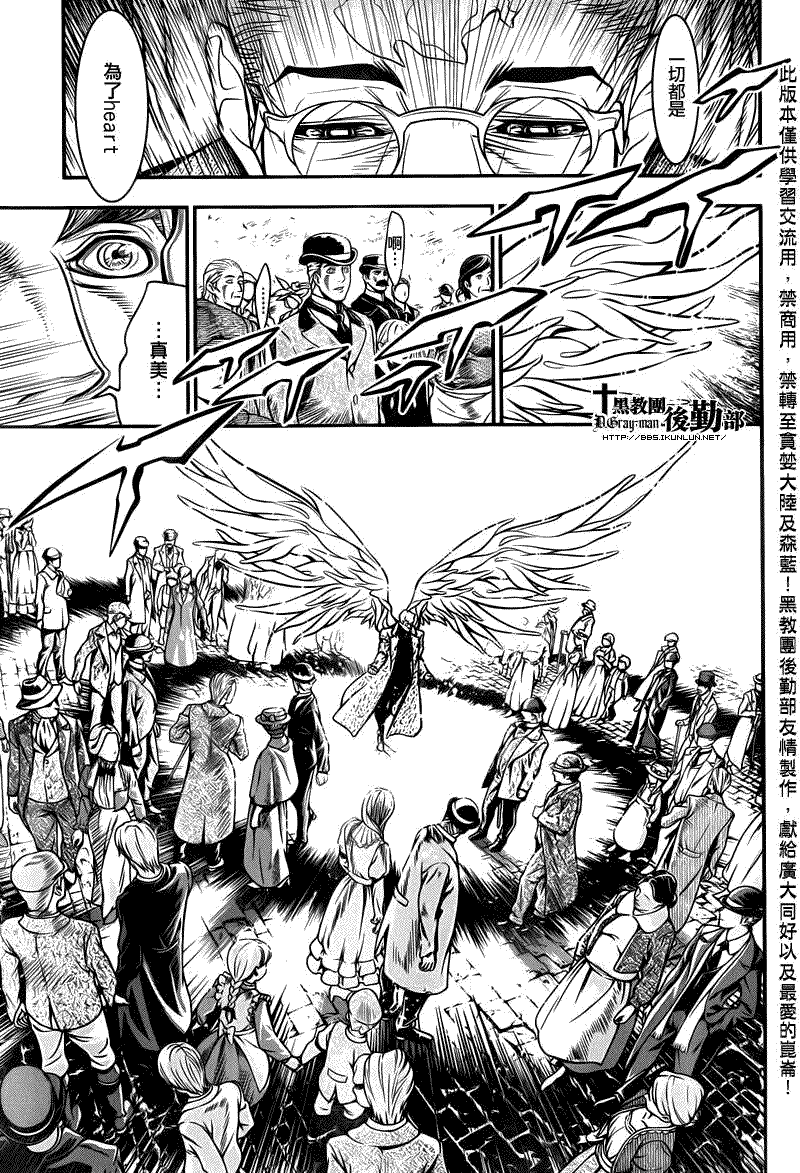 一切都是
為了heart
啊…
…
…真美…
黑教團
D.Gray-man
後勤部
HTTP://BBS.IKUNLUN.NET/
此版本僅供學習交流用，禁商用，禁轉至貪婪大陸及森藍！黑教團後勤部友情製作，獻給廣大同好以及最愛的崑崙！